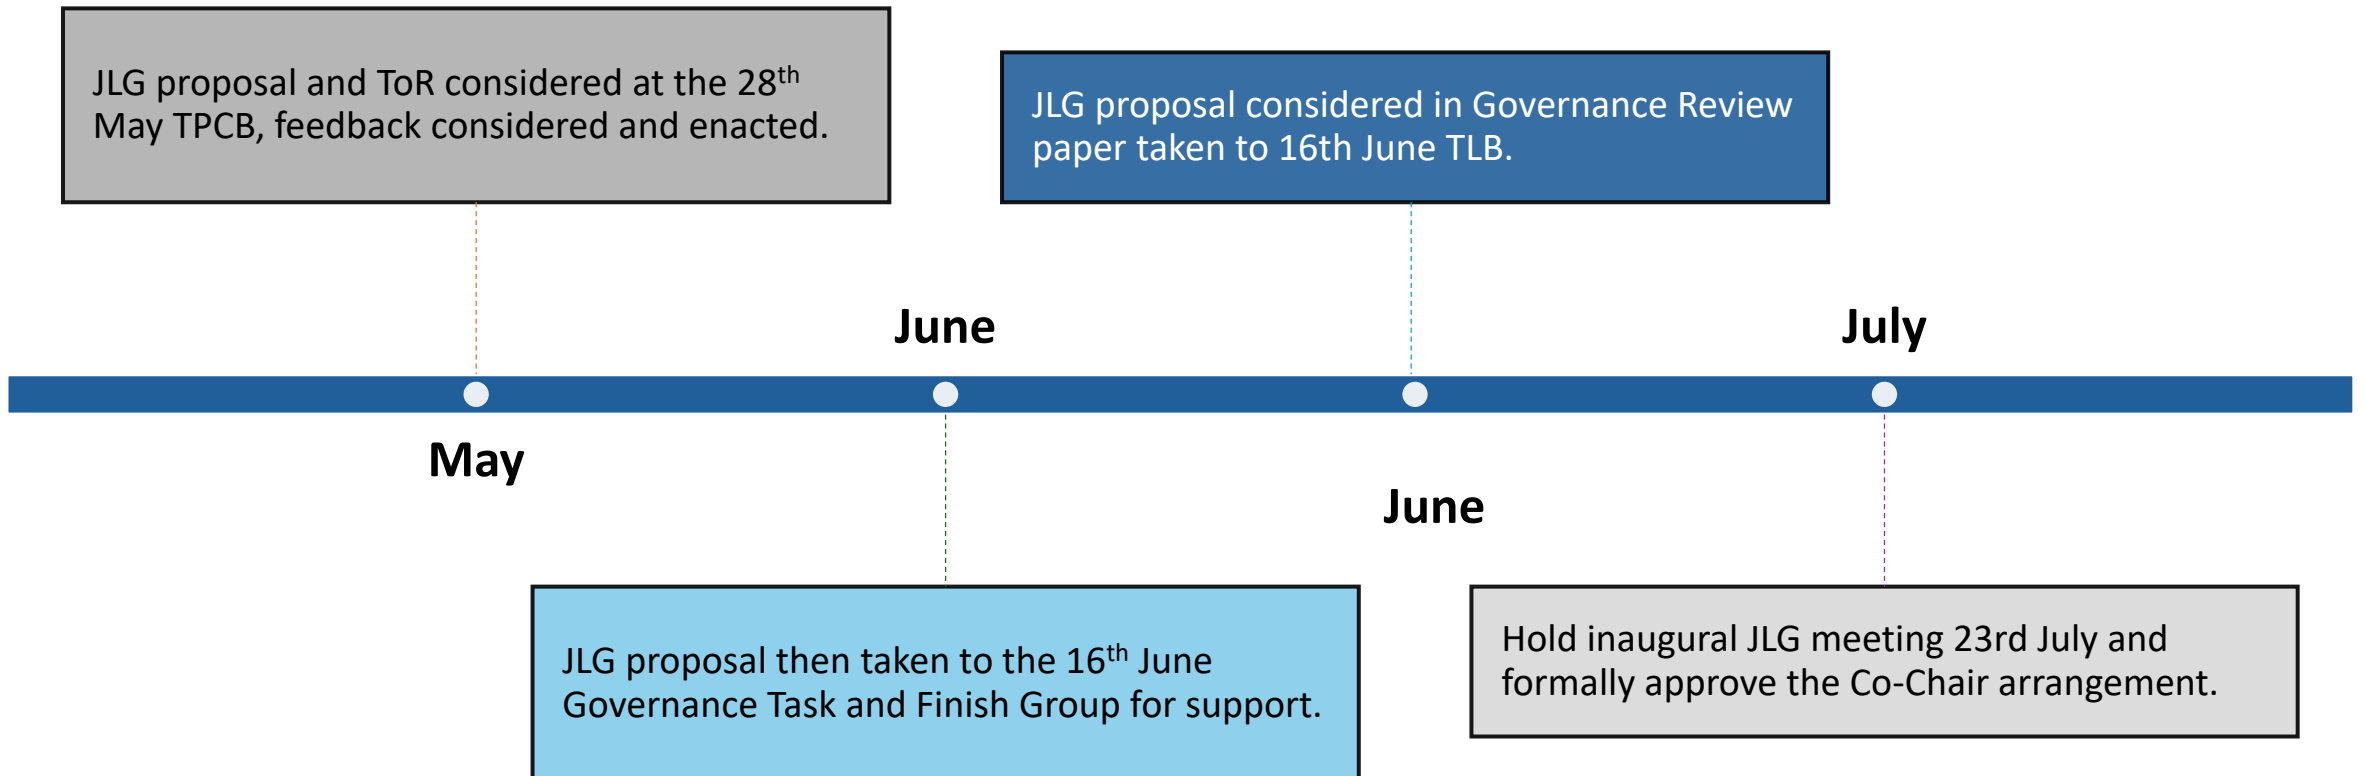 JLG proposal and ToR considered at the 28th
May TPCB, feedback considered and enacted.
JLG proposal considered in Governance Review
paper taken to 16th June TLB.
June
July
May
June
JLG proposal then taken to the 16th June
Governance Task and Finish Group for support.
Hold inaugural JLG meeting 23rd July and
formally approve the Co-Chair arrangement.